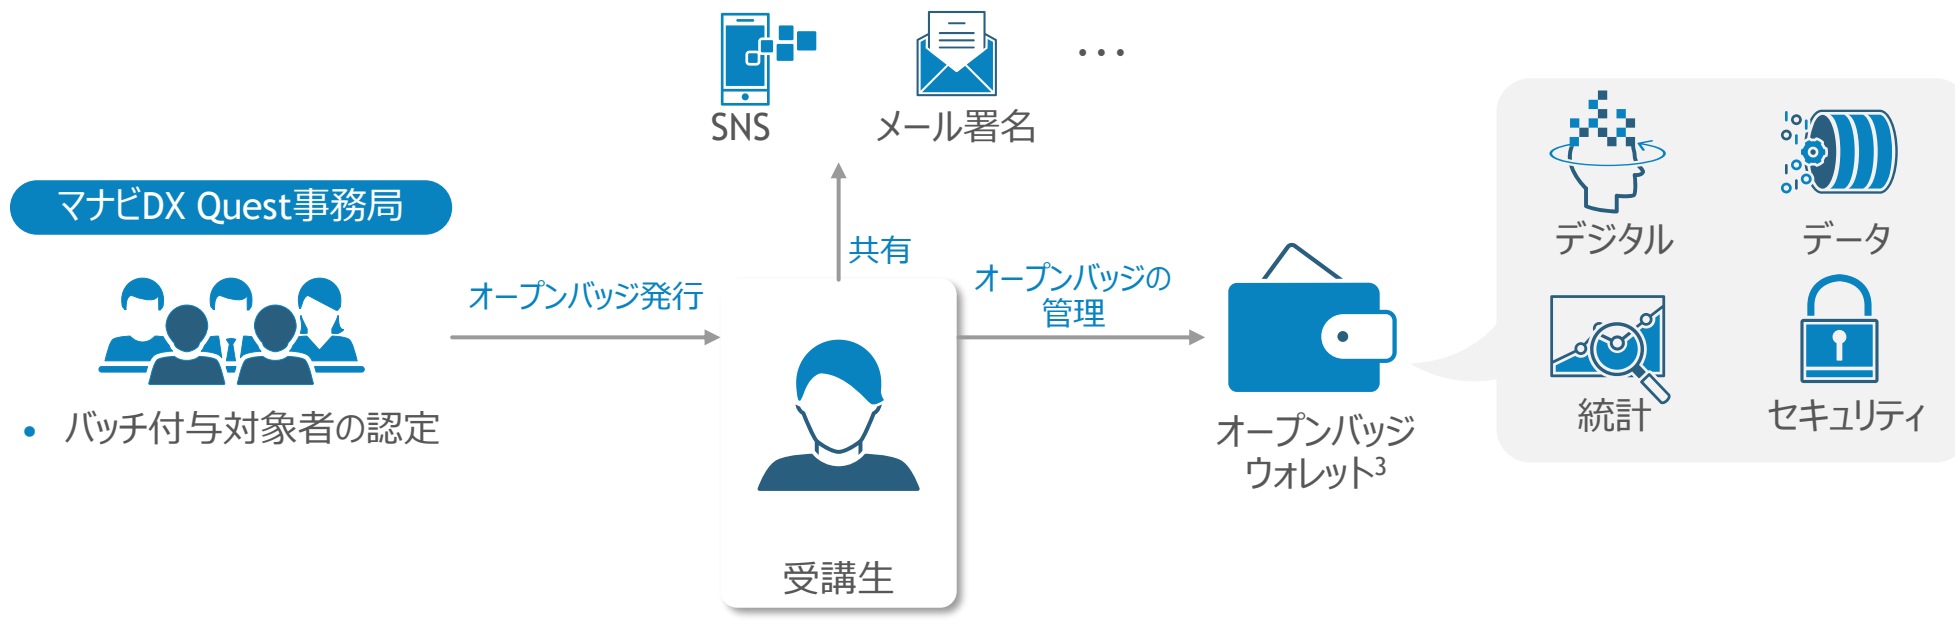 SNS
メール署名
...
マナビDX Quest事務局
• バッチ付与対象者の認定
オープンバッジ発行
共有
受講生
オープンバッジの
管理
オープンバッジ
ウォレット³
デジタル
データ
統計
セキュリティ